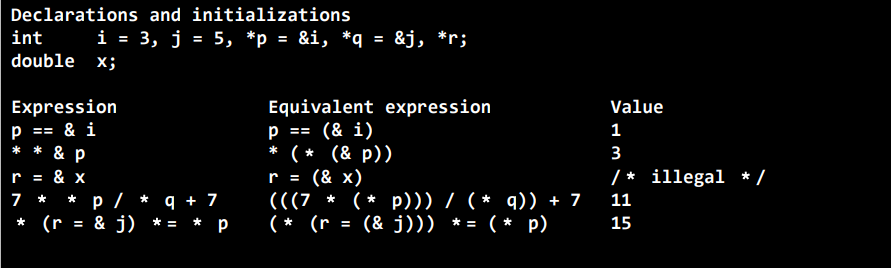 Declarations and initializations
int i = 3, j = 5, *p = &i, *q = &j, *r;
double x;
Expression Equivalent expression Value
p == & i p == (& i) 1
* * & p * (* (& p)) 3
r = & x r = (& x) /* illegal */
7 * * p / * q + 7 (((7 * (* p))) / (* q)) + 7 11
* (r = & j) *= * p (* (r = (& j))) *= (* p) 15